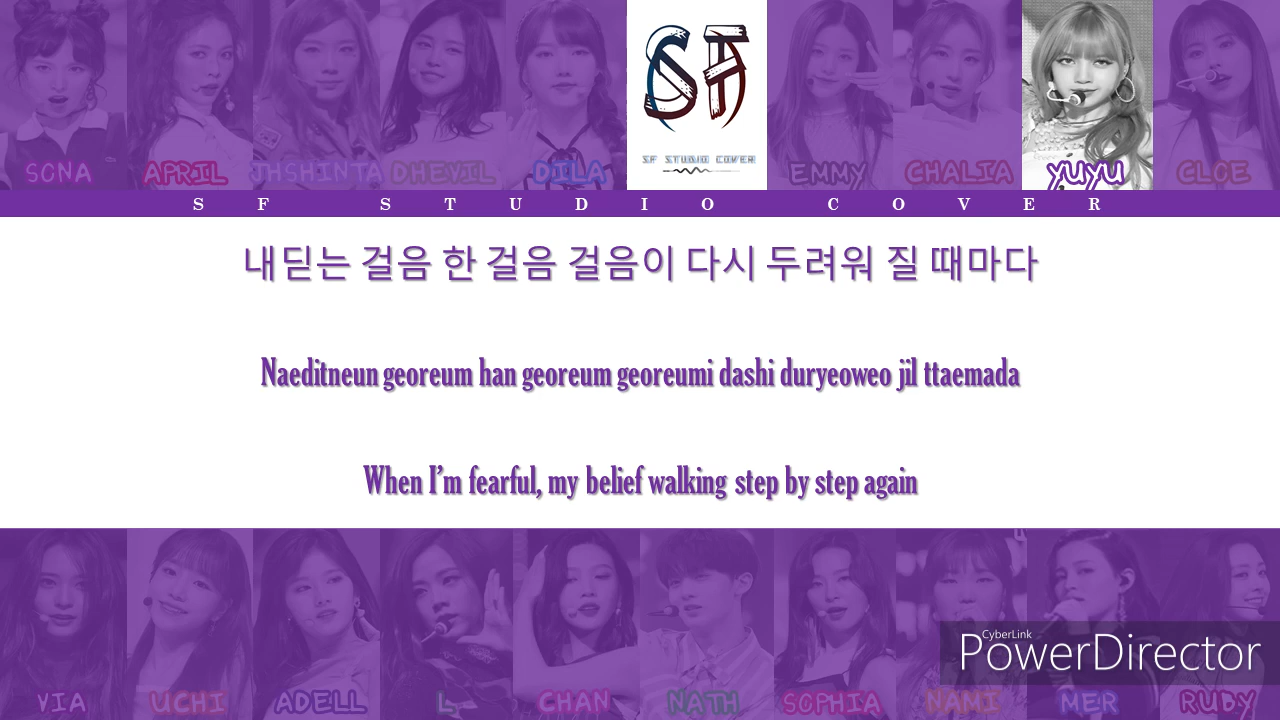 SF
SF STUDIO COVER
SONA APRIL JHSHINTA DHEVIL DILA EMMY CHALIA YUYU CLOE
SF STUDIO COVER
내딛는 걸음 한 걸음 걸음이 다시 두려워 질 때마다
Naeditneun georeum han georeum georeumi dashi duryeoweo jil ttaemada
When I’m fearful, my belief walking step by step again
CyberLink
PowerDirector
VIA UCHI ADELL L CHAN NATH SOPHIA NAMI MER RUBY